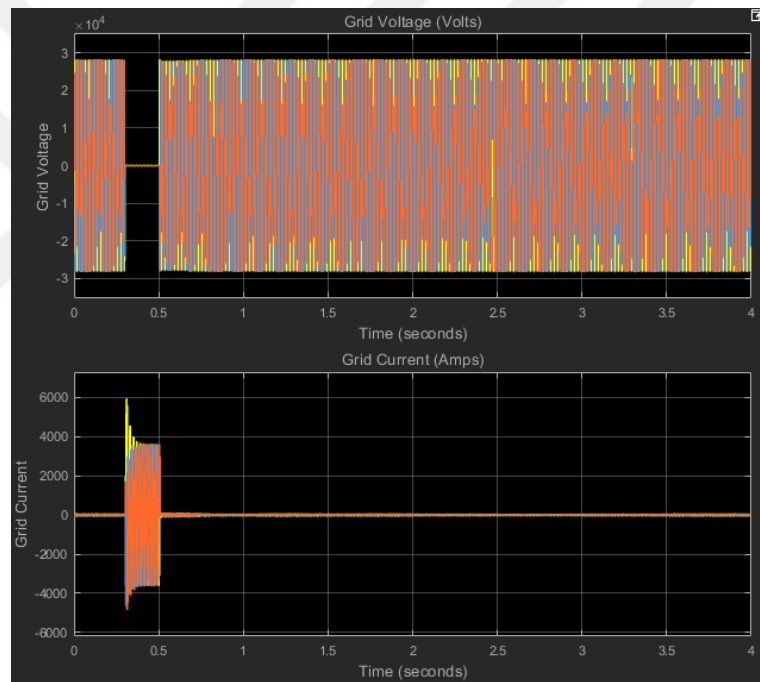 Grid Voltage (Volts)
×10⁴
3
2
1
0
-1
-2
-3
Grid Voltage
0 0.5 1 1.5 2 2.5 3 3.5 4
Time (seconds)
Grid Current (Amps)
6000
4000
2000
0
-2000
-4000
-6000
Grid Current
0 0.5 1 1.5 2 2.5 3 3.5 4
Time (seconds)